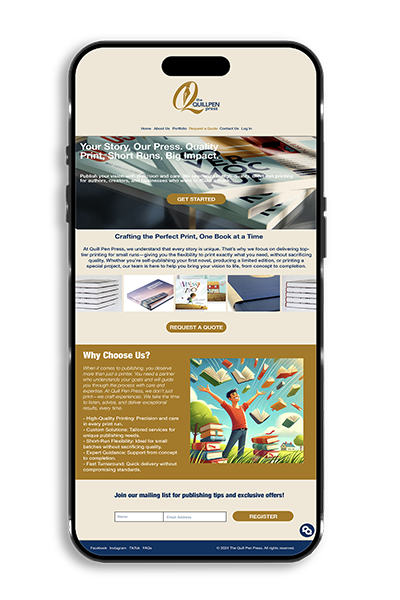 the
QUILLPEN
press
Home About Us Portfolio Request a Quote Contact Us Log In
Your Story, Our Press. Quality
Print, Short Runs, Big Impact.
Publish your vision with
for authors, creators, and businesses who
GET STARTED
Crafting the Perfect Print, One Book at a Time
At Quill Pen Press, we understand that every story is unique. That's why we focus on delivering top-
tier printing for small runs—giving you the flexibility to print exactly what you need, without sacrificing
quality. Whether you're self-publishing your first novel, producing a limited edition, or printing a
special project, our team is here to help you bring your vision to life, from concept to completion.
REQUEST A QUOTE
Why Choose Us?
When it comes to publishing, you deserve
more than just a printer. You need a partner
who understands your goals and will guide
you through the process with care and
expertise. At Quill Pen Press, we don't just
print—we craft experiences. We take the time
to listen, advise, and deliver exceptional
results, every time.
- High-Quality Printing: Precision and care
in every print run.
- Custom Solutions: Tailored services for
unique publishing needs.
- Short-Run Flexibility: Ideal for small
batches without sacrificing quality.
- Expert Guidance: Support from concept
to completion.
- Fast Turnaround: Quick delivery without
compromising standards.
Join our mailing list for publishing tips and exclusive offers!
Name
Email Address
REGISTER
Facebook Instagram TikTok FAQs
© 2024 The Quill Pen Press. All rights reserved.